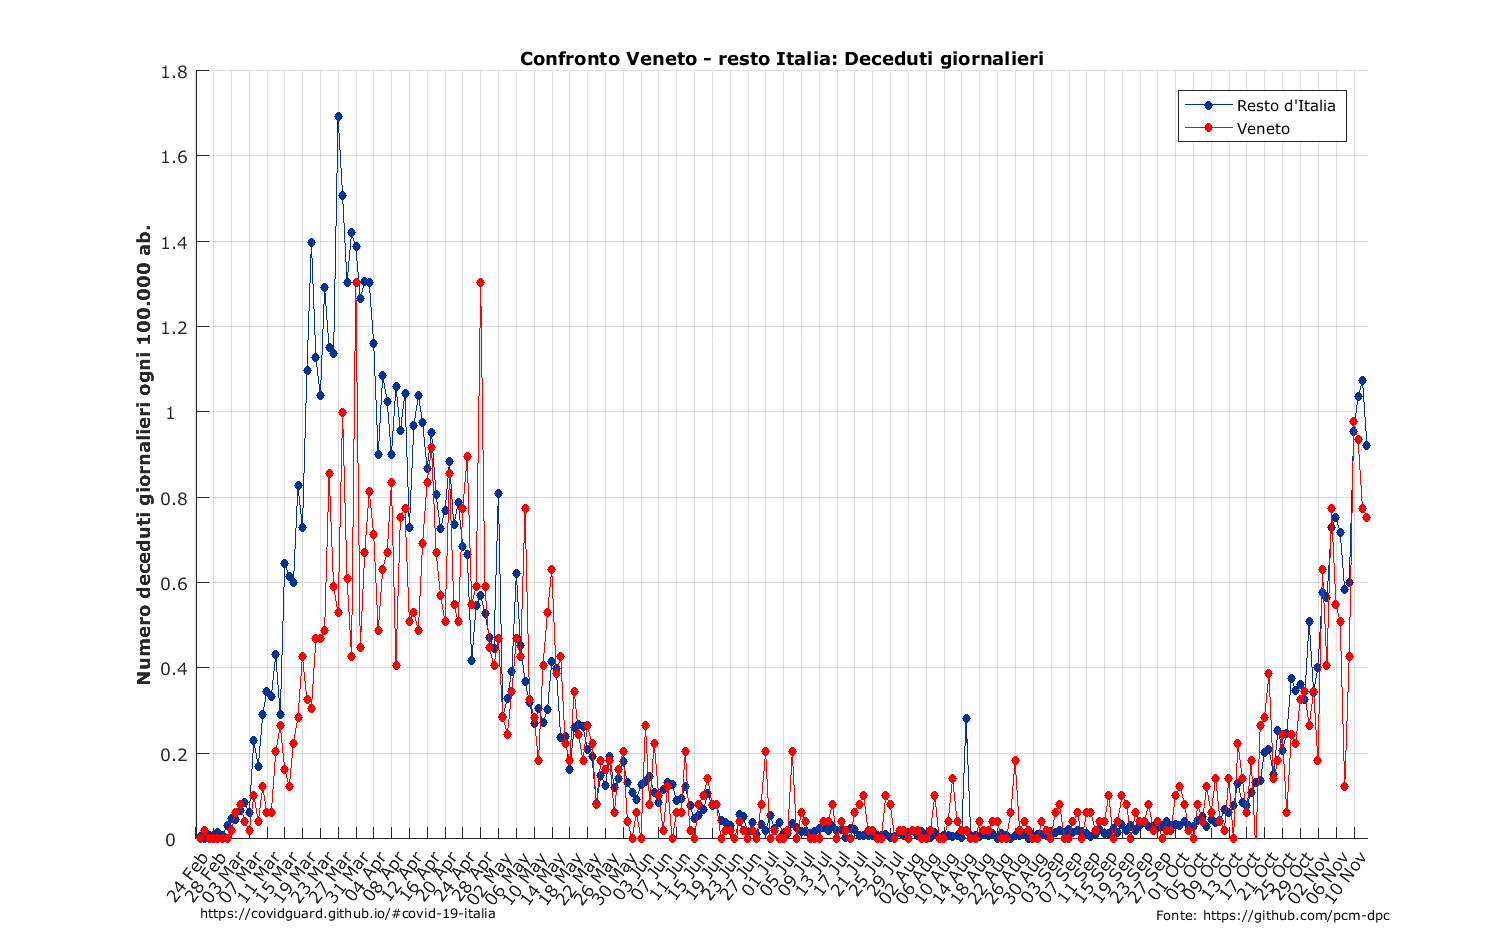 Confronto Veneto - resto Italia: Deceduti giornalieri
Resto d'Italia
Veneto
Numero deceduti giornalieri ogni 100.000 ab.
1.8
1.6
1.4
1.2
1
0.8
0.6
0.4
0.2
0
24 Feb
28 Feb
03 Mar
07 Mar
11 Mar
15 Mar
19 Mar
23 Mar
27 Mar
31 Mar
04 Apr
08 Apr
12 Apr
16 Apr
20 Apr
24 Apr
28 Apr
02 May
06 May
10 May
14 May
18 May
22 May
26 May
30 May
03 Jun
07 Jun
11 Jun
15 Jun
19 Jun
23 Jun
27 Jun
01 Jul
05 Jul
09 Jul
13 Jul
17 Jul
21 Jul
25 Jul
29 Jul
02 Aug
06 Aug
10 Aug
14 Aug
18 Aug
22 Aug
26 Aug
30 Aug
03 Sep
07 Sep
11 Sep
15 Sep
19 Sep
23 Sep
27 Sep
01 Oct
05 Oct
09 Oct
13 Oct
17 Oct
21 Oct
25 Oct
29 Oct
02 Nov
06 Nov
10 Nov
https://covidguard.github.io/#covid-19-italia
Fonte: https://github.com/pcm-dpc